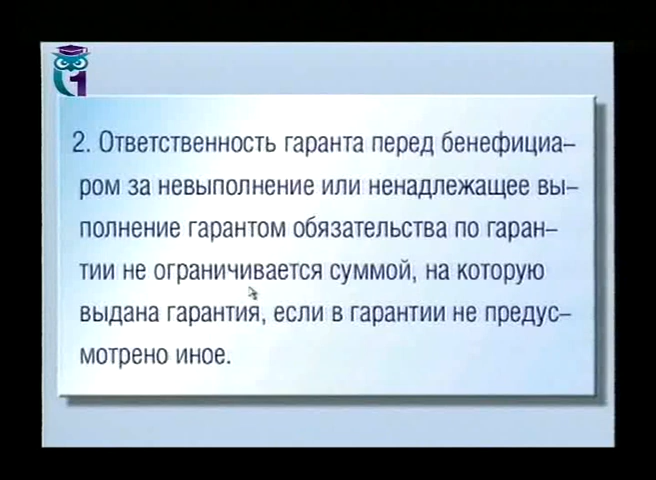 1
2. Ответственность гаранта перед бенефициа–
ром за невыполнение или ненадлежащее вы–
полнение гарантом обязательства по гаран–
тии не ограничивается суммой, на которую
выдана гарантия, если в гарантии не предус–
мотрено иное.